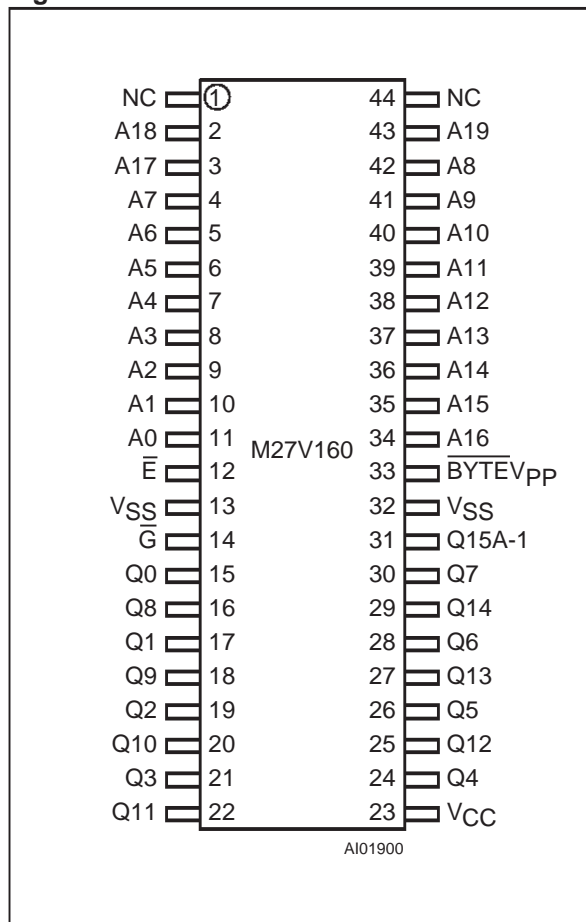 NC 1 44 NC
A18 2 43 A19
A17 3 42 A8
A7 4 41 A9
A6 5 40 A10
A5 6 39 A11
A4 7 38 A12
A3 8 37 A13
A2 9 36 A14
A1 10 35 A15
A0 11 34 A16
M27V160
E̅ 12 33 B̅Y̅T̅E̅VPP
VSS 13 32 VSS
G̅ 14 31 Q15A-1
Q0 15 30 Q7
Q8 16 29 Q14
Q1 17 28 Q6
Q9 18 27 Q13
Q2 19 26 Q5
Q10 20 25 Q12
Q3 21 24 Q4
Q11 22 23 VCC
AI01900